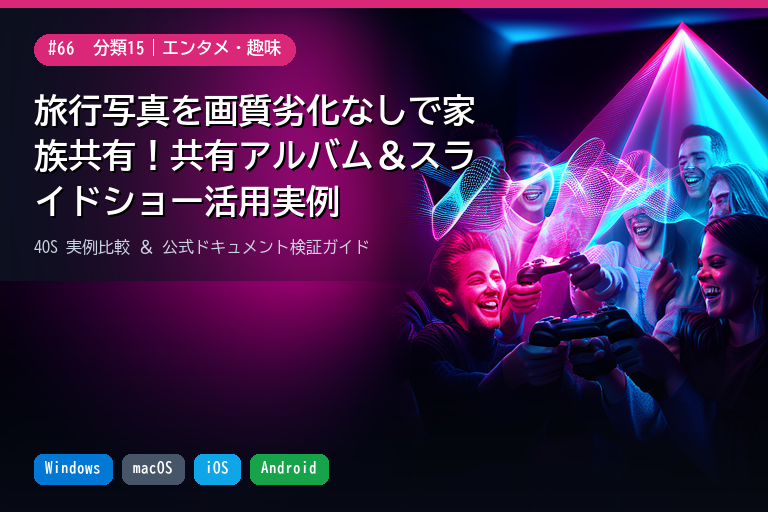 #66 分類15｜エンタメ・趣味
旅行写真を画質劣化なしで家
族共有！共有アルバム＆スラ
イドショー活用実例
4OS 実例比較 ＆ 公式ドキュメント検証ガイド
Windows macOS iOS Android